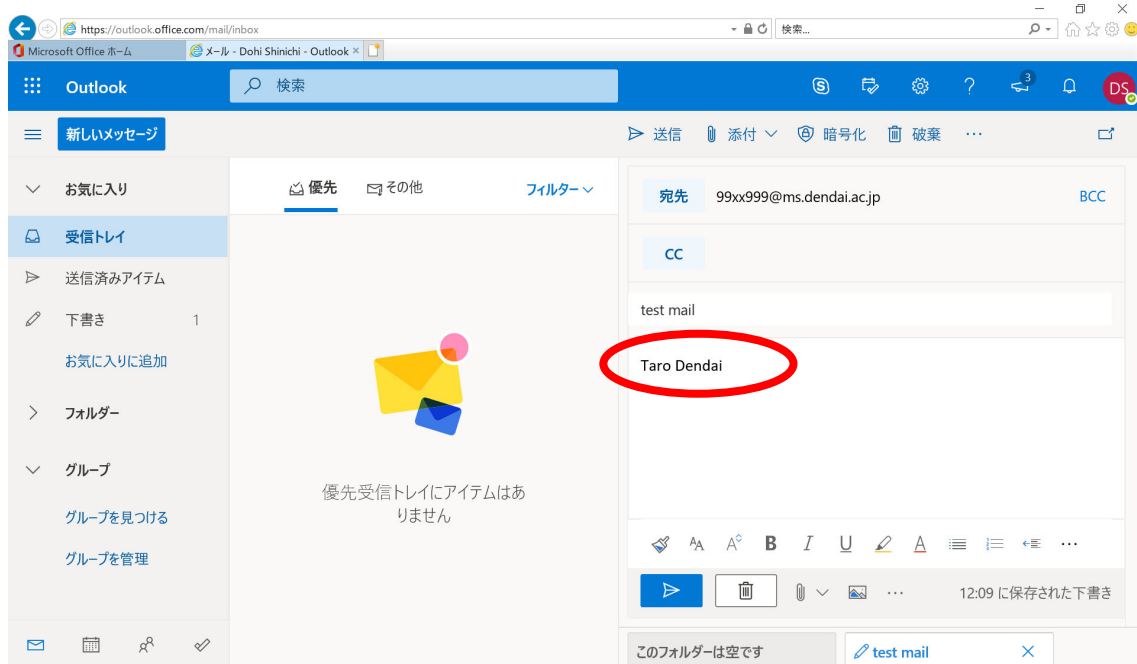 https://outlook.office.com/mail/inbox
検索...
Microsoft Office ホーム
メール - Dohi Shinichi - Outlook
Outlook
検索
3
DS
新しいメッセージ
送信 添付 暗号化 破棄 ...
お気に入り
優先 その他 フィルター
宛先 99xx999@ms.dendai.ac.jp BCC
受信トレイ
CC
送信済みアイテム
test mail
下書き 1
お気に入りに追加
Taro Dendai
フォルダー
グループ
優先受信トレイにアイテムはあ
りません
グループを見つける
グループを管理
12:09 に保存された下書き
このフォルダーは空です
test mail